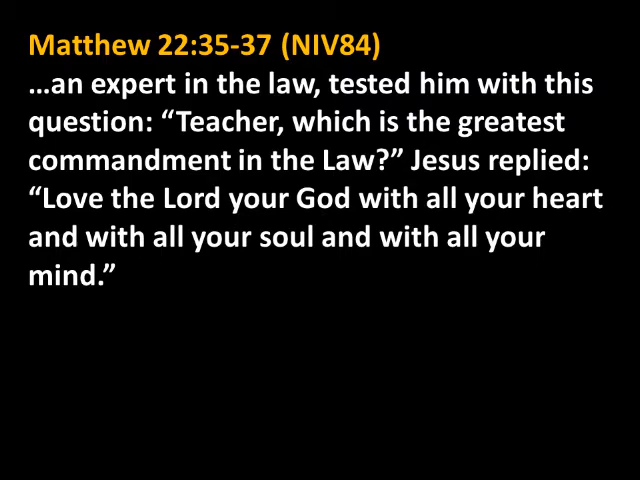 Matthew 22:35-37 (NIV84)
…an expert in the law, tested him with this
question: “Teacher, which is the greatest
commandment in the Law?” Jesus replied:
“Love the Lord your God with all your heart
and with all your soul and with all your
mind.”